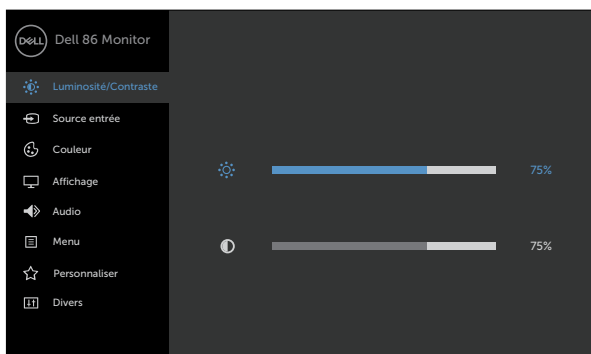 DELL Dell 86 Monitor
Luminosité/Contraste
Source entrée
Couleur
Affichage
Audio
Menu
Personnaliser
Divers
75%
75%